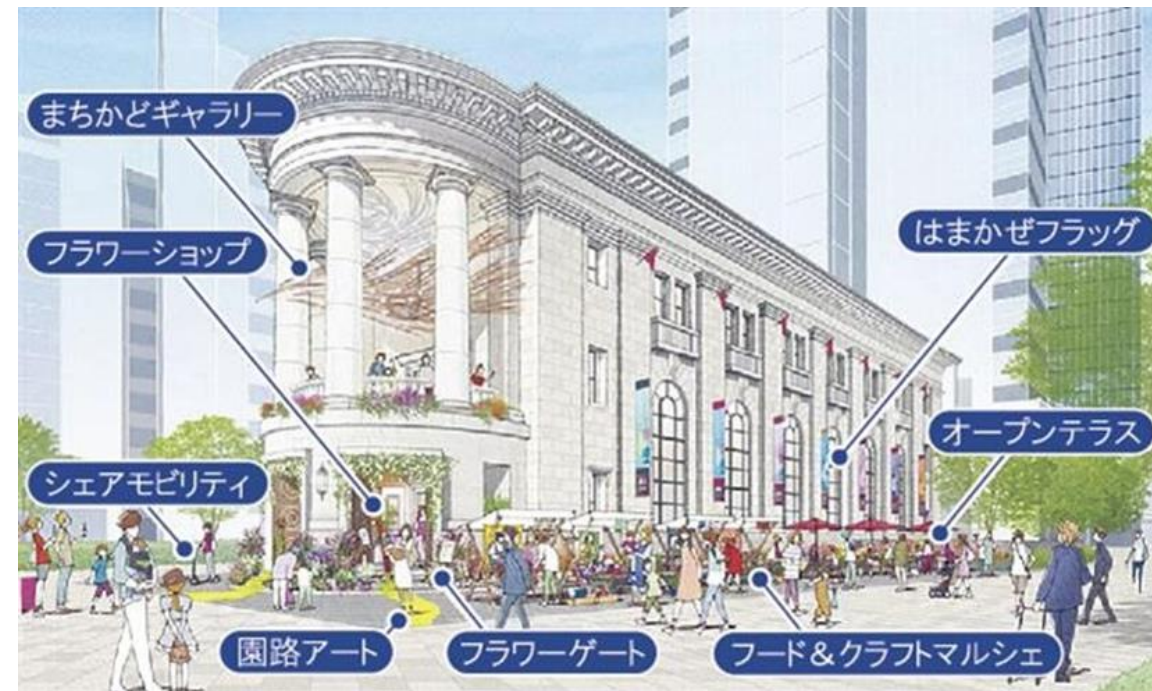 まちかどギャラリー
フラワーショップ
はまかぜフラッグ
オープンテラス
シェアモビリティ
園路アート
フラワーゲート
フード&クラフトマルシェ